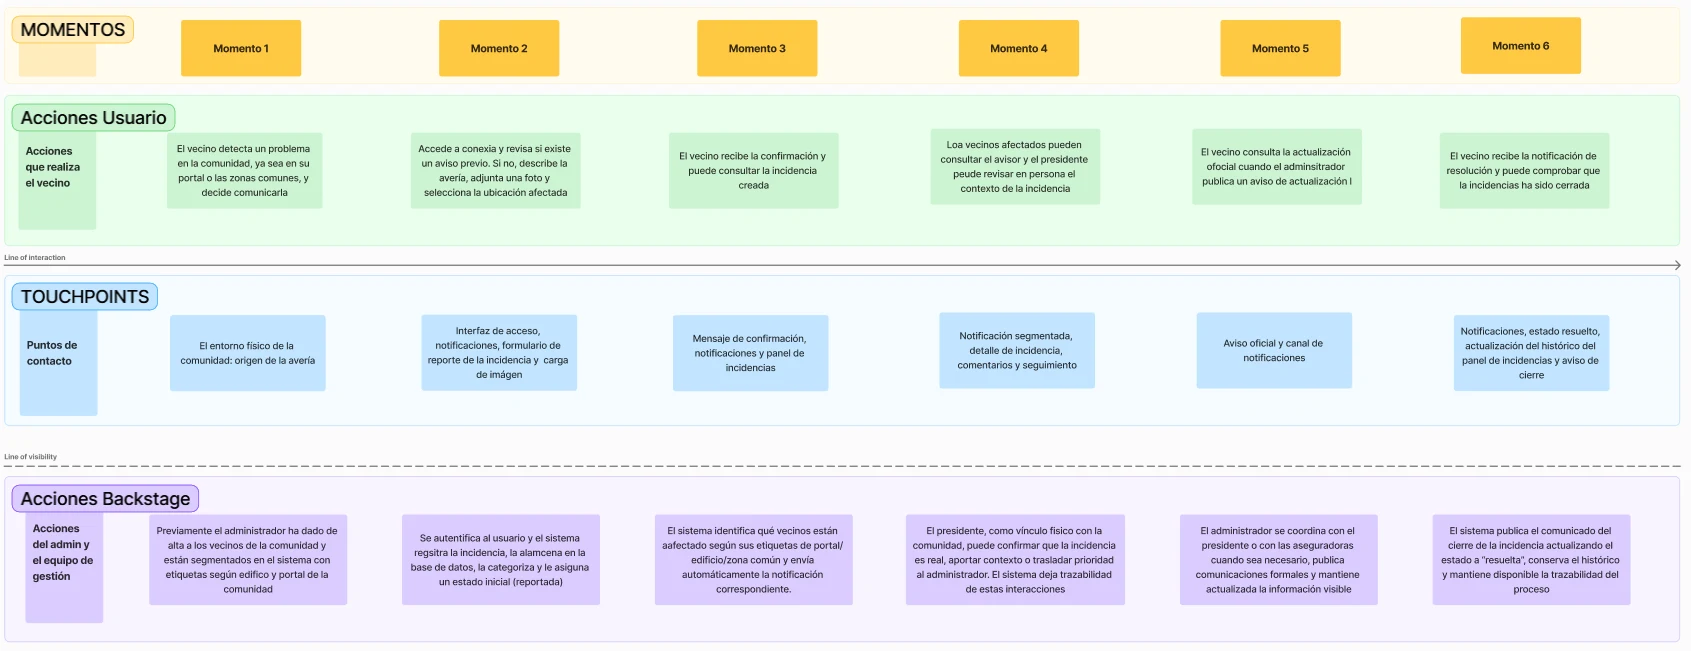 MOMENTOS
Momento 1
Momento 2
Momento 3
Momento 4
Momento 5
Momento 6
Acciones Usuario
Acciones
que realiza
el vecino
El vecino detecta un problema
en la comunidad, ya sea en su
portal o las zonas comunes, y
decide comunicarla
Accede a conexia y revisa si existe
un aviso previo. Si no, describe la
avería, adjunta una foto y
selecciona la ubicación afectada
El vecino recibe la confirmación y
puede consultar la incidencia
creada
Loa vecinos afectados pueden
consultar el avisor y el presidente
peude revisar en persona el
contexto de la incidencia
El vecino consulta la actualización
ofocial cuando el adminsitrador
publica un aviso de actualización l
El vecino recibe la notificación de
resolución y puede comprobar que
la incidencias ha sido cerrada
Line of interaction
TOUCHPOINTS
Puntos de
contacto
El entorno físico de la
comunidad: origen de la avería
Interfaz de acceso,
notificaciones, formulario de
reporte de la incidencia y carga
de imágen
Mensaje de confirmación,
notificaciones y panel de
incidencias
Notificación segmentada,
detalle de incidencia,
comentarios y seguimiento
Aviso oficial y canal de
notificaciones
Notificaciones, estado resuelto,
actualización del histórico del
panel de incidencias y aviso de
cierre
Line of visibility
Acciones Backstage
Acciones
del admin y
el equipo de
gestión
Previamente el administrador ha dado de
alta a los vecinos de la comunidad y
están segmentados en el sistema con
etiquetas según edifico y portal de la
comunidad
Se autentifica al usuario y el sistema
regsitra la incidencia, la alamcena en la
base de datos, la categoriza y le asigna
un estado inicial (reportada)
El sistema identifica qué vecinos están
aafectado según sus etiquetas de portal/
edificio/zona común y envía
automáticamente la notificación
correspondiente.
El presidente, como vínculo físico con la
comunidad, puede confirmar que la incidencia
es real, aportar contexto o trasladar prioridad
al administrador. El sistema deja trazabilidad
de estas interacciones
El administrador se coordina con el
presidente o con las aseguradoras
cuando sea necesario, publica
comunicaciones formales y mantiene
actualizada la información visible
El sistema publica el comunicado del
cierre de la incidencia actualizando el
estado a "resuelta", conserva el histórico
y mantiene disponible la trazabilidad del
proceso